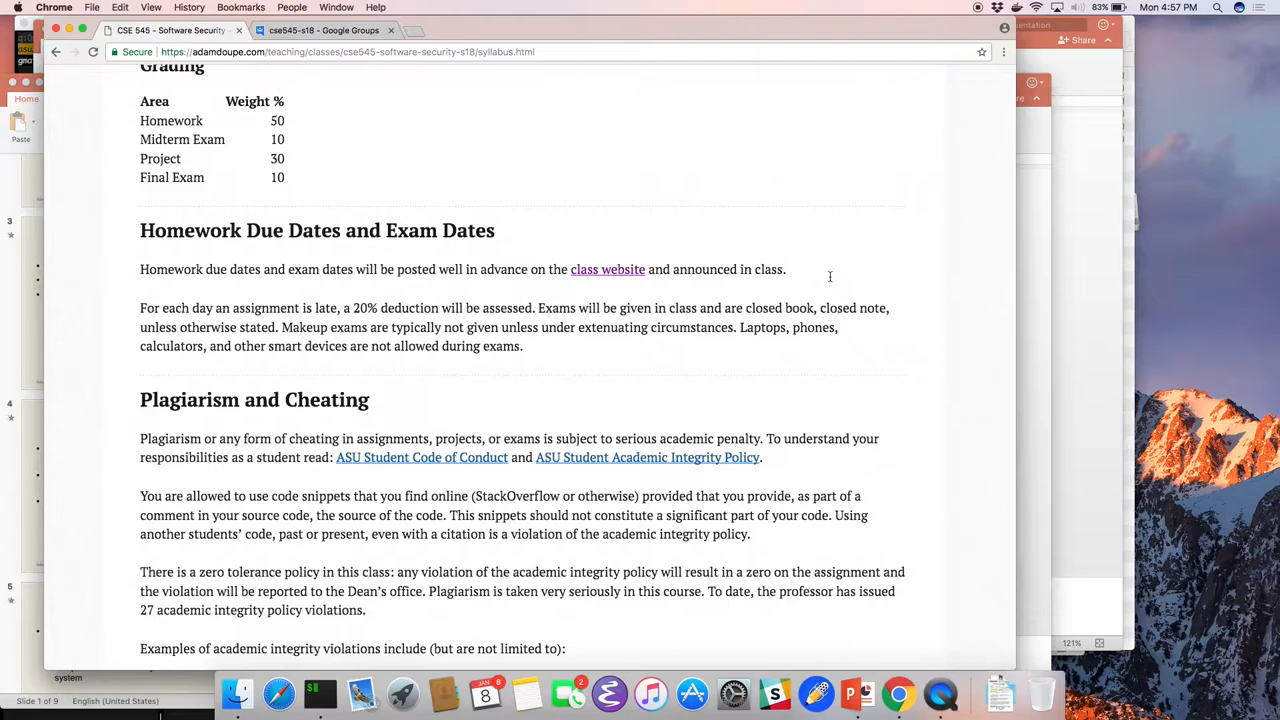 Chrome File Edit View History Bookmarks People Window Help
83% Mon 4:57 PM
CSE 545 - Software Security - × cse545-s18 - Google Groups ×
Share
Secure https://adamdoupe.com/teaching/classes/cse545-software-security-s18/syllabus.html
Home
Paste
Grading
Area Weight %
Homework 50
Midterm Exam 10
Project 30
Final Exam 10
Homework Due Dates and Exam Dates
Homework due dates and exam dates will be posted well in advance on the class website and announced in class.
For each day an assignment is late, a 20% deduction will be assessed. Exams will be given in class and are closed book, closed note,
unless otherwise stated. Makeup exams are typically not given unless under extenuating circumstances. Laptops, phones,
calculators, and other smart devices are not allowed during exams.
Plagiarism and Cheating
Plagiarism or any form of cheating in assignments, projects, or exams is subject to serious academic penalty. To understand your
responsibilities as a student read: ASU Student Code of Conduct and ASU Student Academic Integrity Policy.
You are allowed to use code snippets that you find online (StackOverflow or otherwise) provided that you provide, as part of a
comment in your source code, the source of the code. This snippets should not constitute a significant part of your code. Using
another students’ code, past or present, even with a citation is a violation of the academic integrity policy.
There is a zero tolerance policy in this class: any violation of the academic integrity policy will result in a zero on the assignment and
the violation will be reported to the Dean’s office. Plagiarism is taken very seriously in this course. To date, the professor has issued
27 academic integrity policy violations.
Examples of academic integrity violations include (but are not limited to):
3
4
5
121%
system
Slide 1 of 9 English (United States)
JAN 8
2